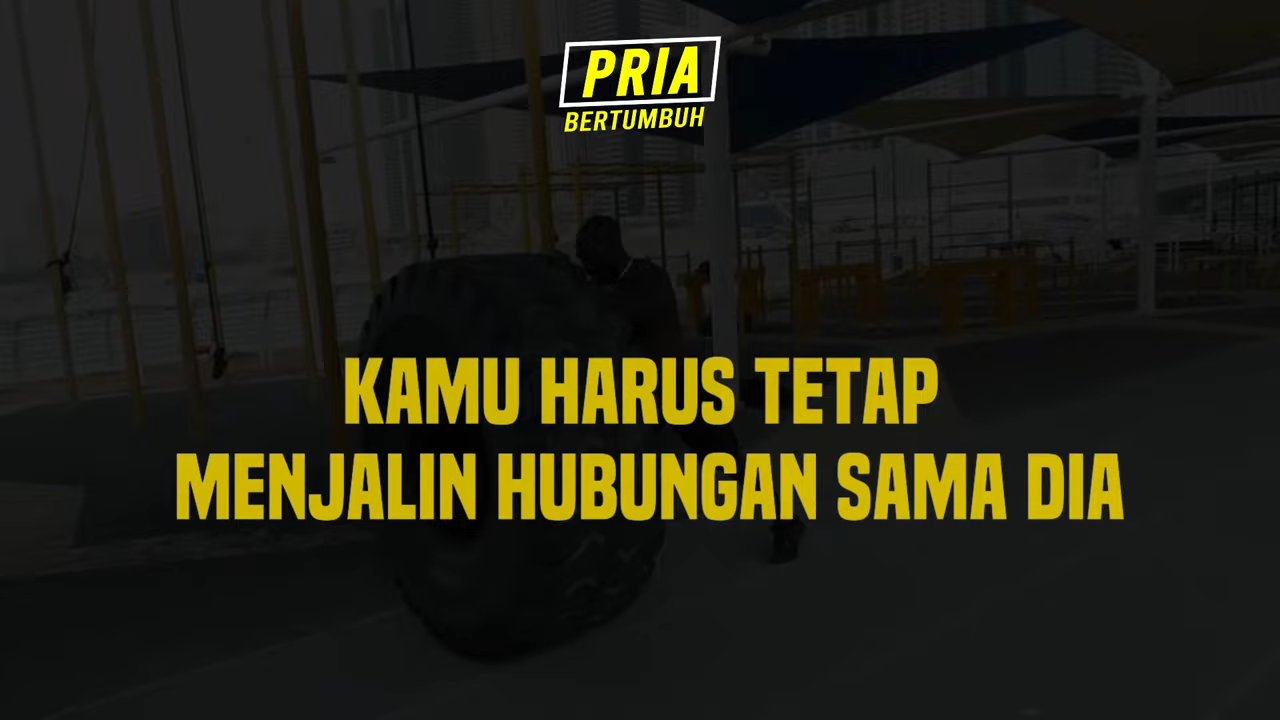 PRIA
BERTUMBUH
KAMU HARUS TETAP
MENJALIN HUBUNGAN SAMA DIA